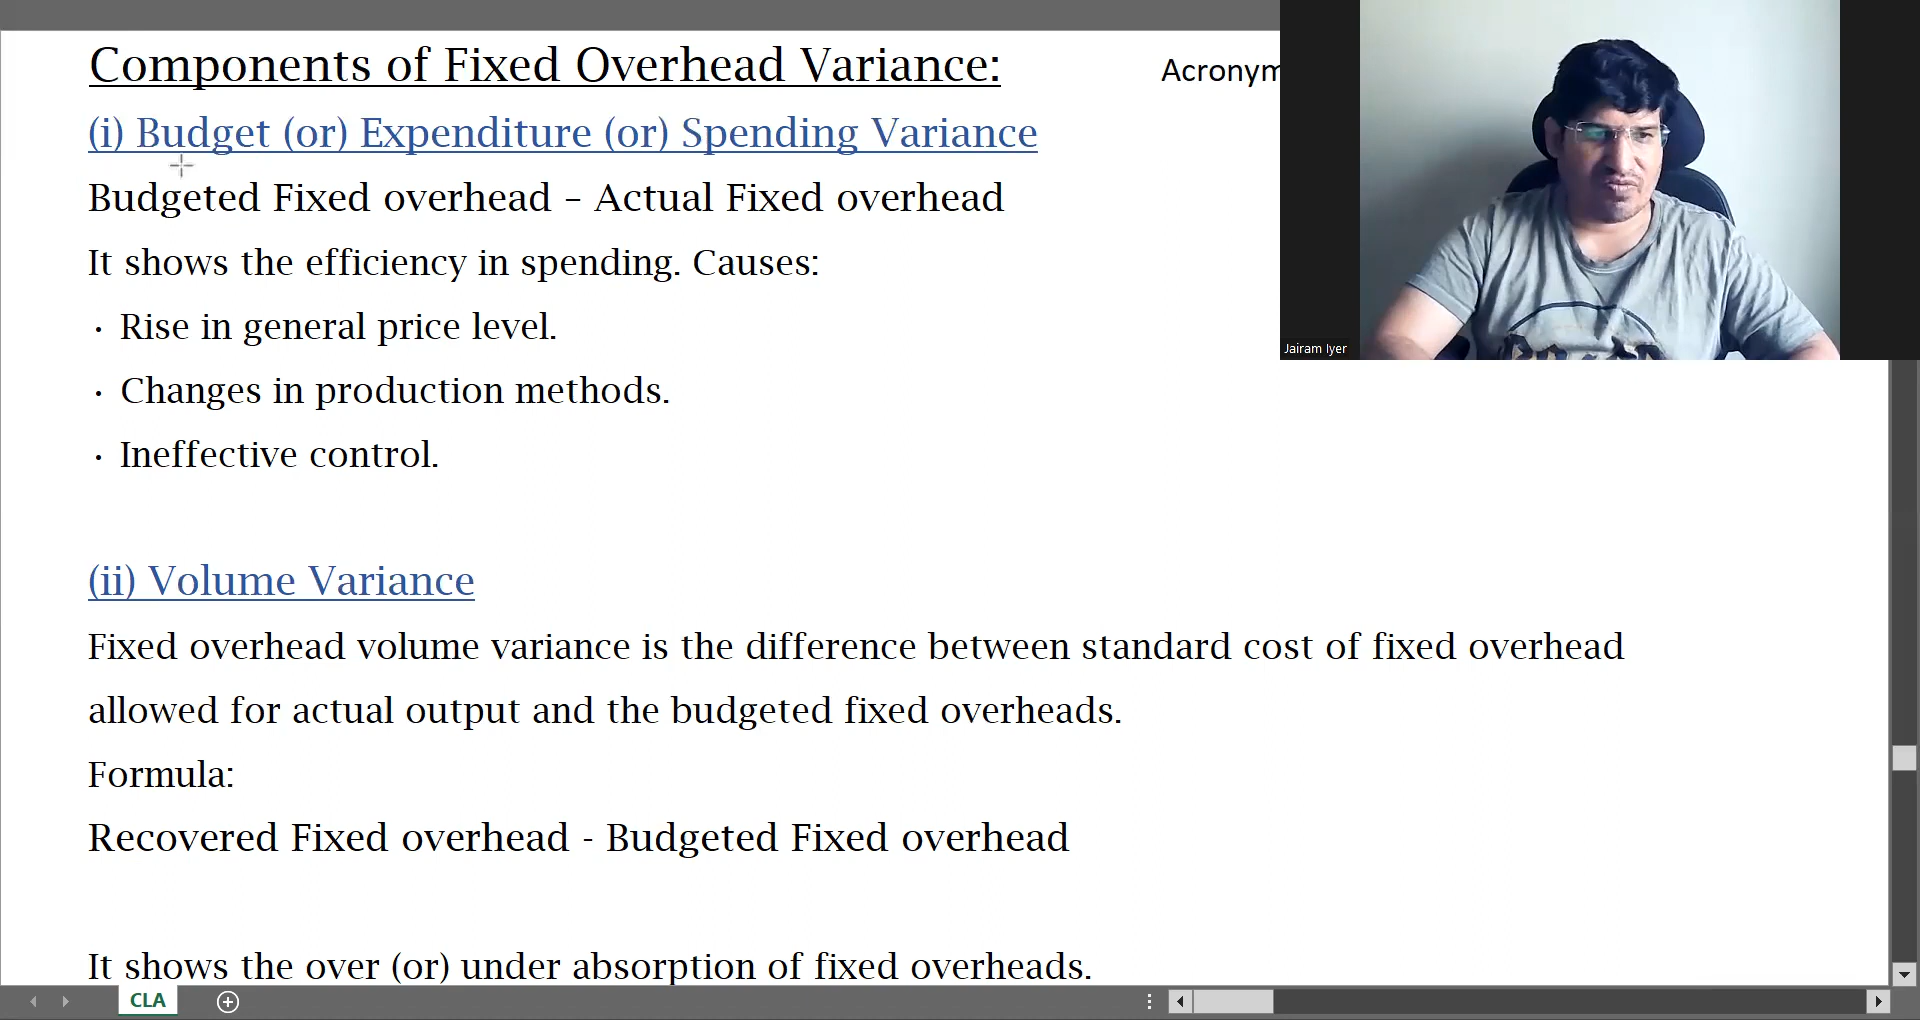 Components of Fixed Overhead Variance:
Acronym
(i) Budget (or) Expenditure (or) Spending Variance
Budgeted Fixed overhead – Actual Fixed overhead
It shows the efficiency in spending. Causes:
· Rise in general price level.
· Changes in production methods.
· Ineffective control.
Jairam Iyer
(ii) Volume Variance
Fixed overhead volume variance is the difference between standard cost of fixed overhead
allowed for actual output and the budgeted fixed overheads.
Formula:
Recovered Fixed overhead - Budgeted Fixed overhead
It shows the over (or) under absorption of fixed overheads.
CLA